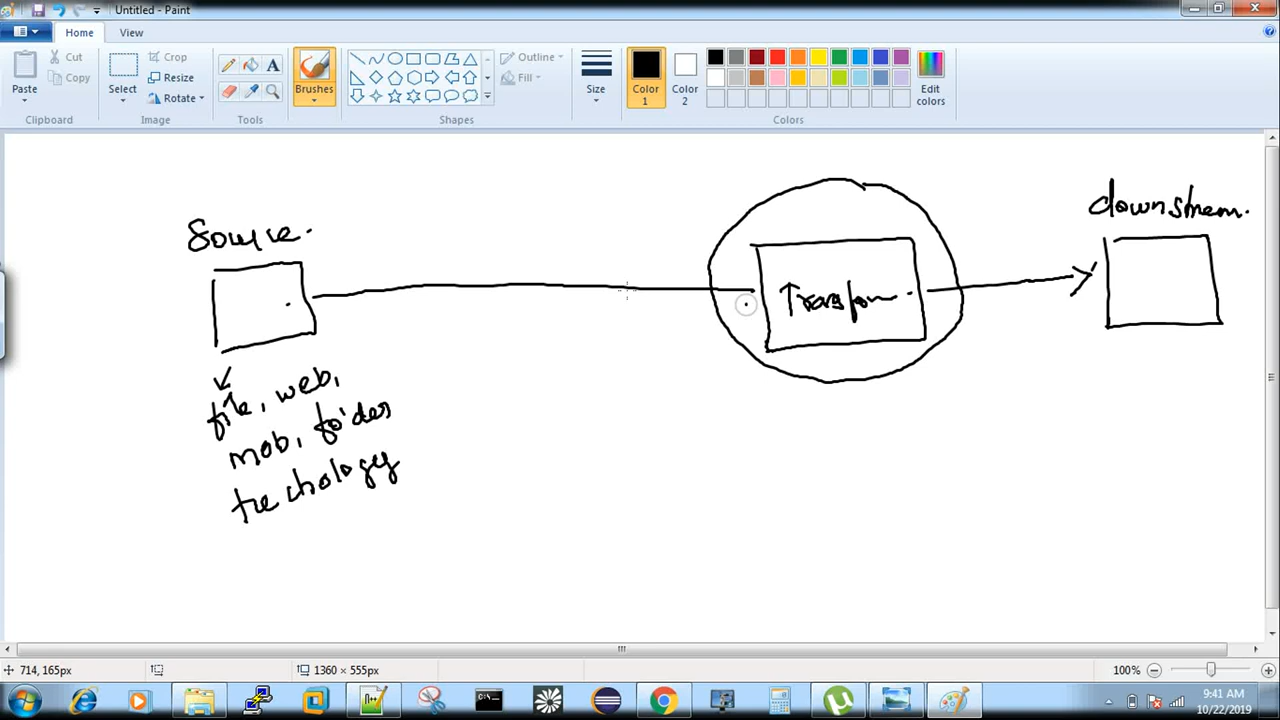 Untitled - Paint
Home View
Paste
Cut
Copy
Clipboard
Select
Crop
Resize
Rotate
Image
Tools
Brushes
Outline
Fill
Shapes
Size
Color 1
Color 2
Edit colors
Colors
Source.
downstream.
Transform
file, web,
mob, folder
technology
714, 165px
1360 × 555px
100%
C:\
9:41 AM
10/22/2019